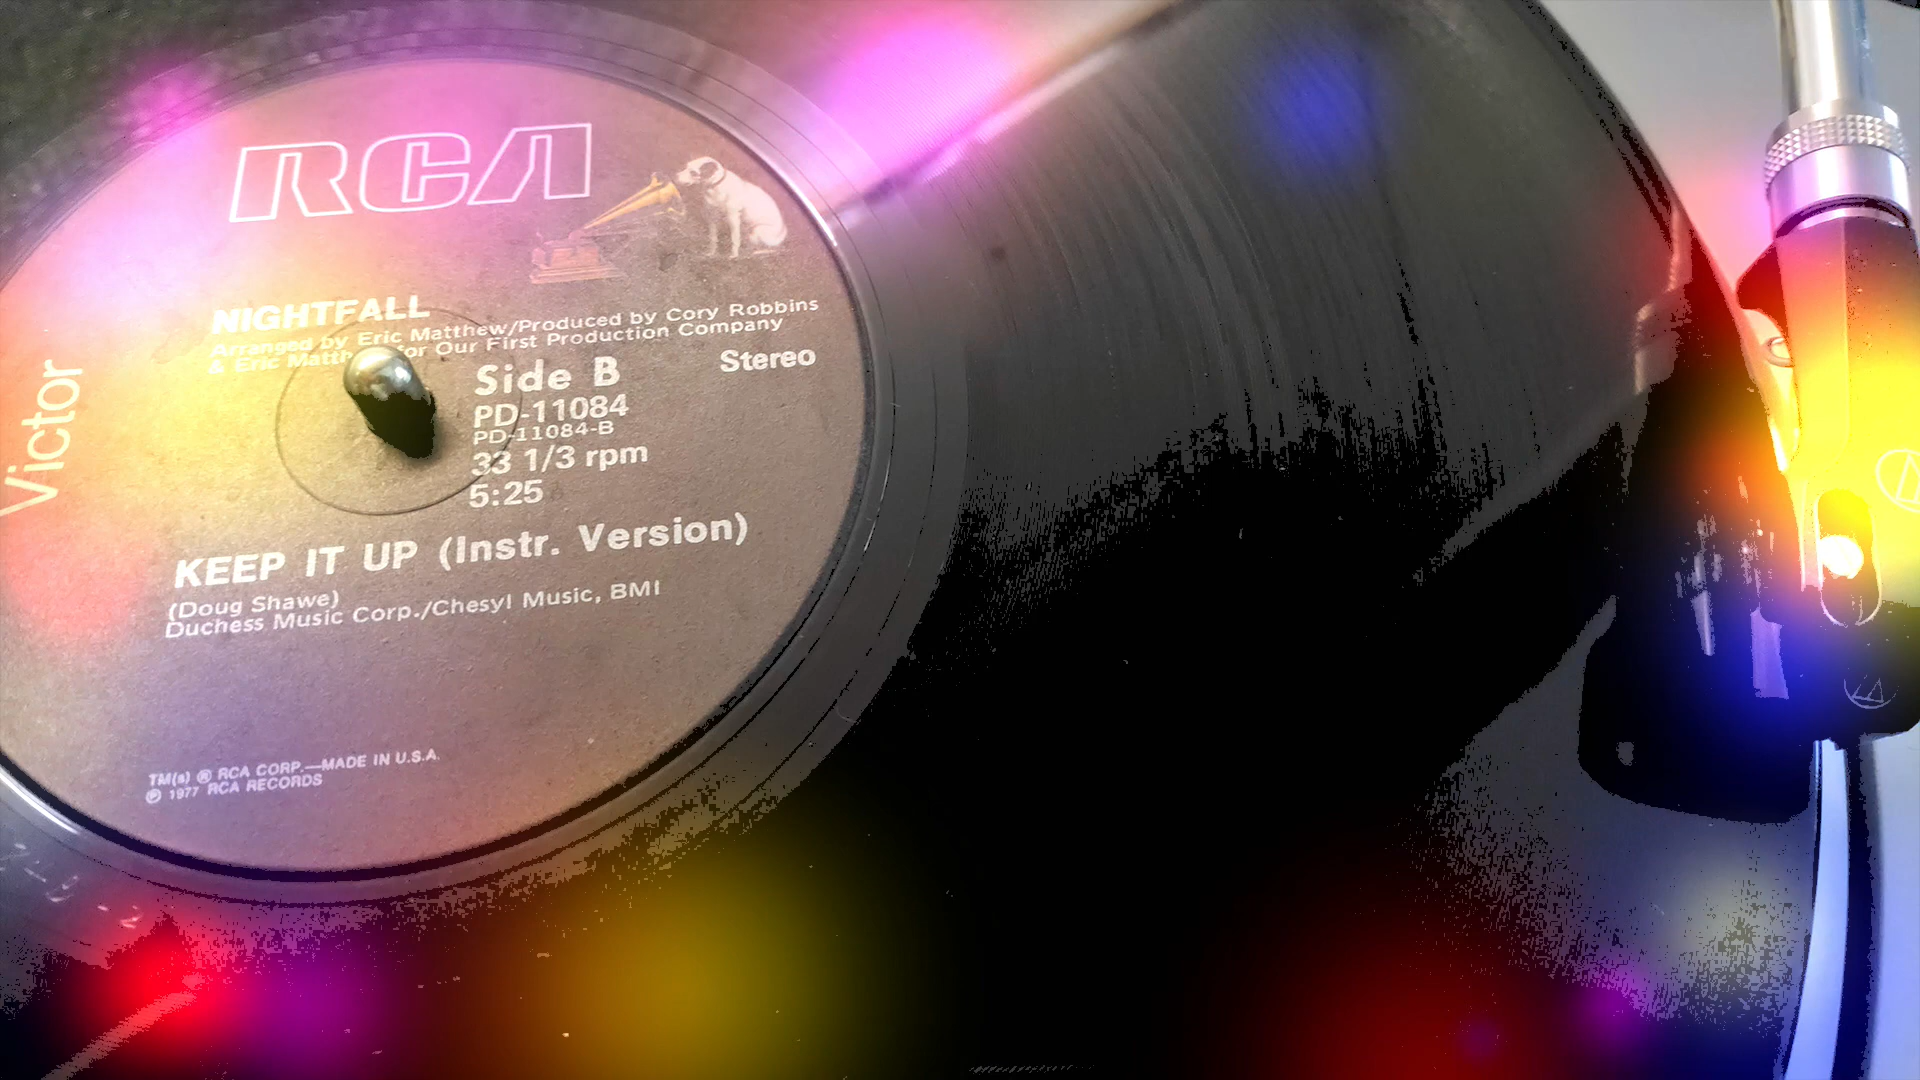 RCA
Victor
NIGHTFALL
Arranged by Eric Matthew/Produced by Cory Robbins
& Eric Matth for Our First Production Company
Side B
Stereo
PD-11084
PD-11084-B
33 1/3 rpm
5:25
KEEP IT UP (Instr. Version)
(Doug Shawe)
Duchess Music Corp./Chesyl Music, BMI
TM(s) ® RCA CORP.—MADE IN U.S.A.
℗ 1977 RCA RECORDS